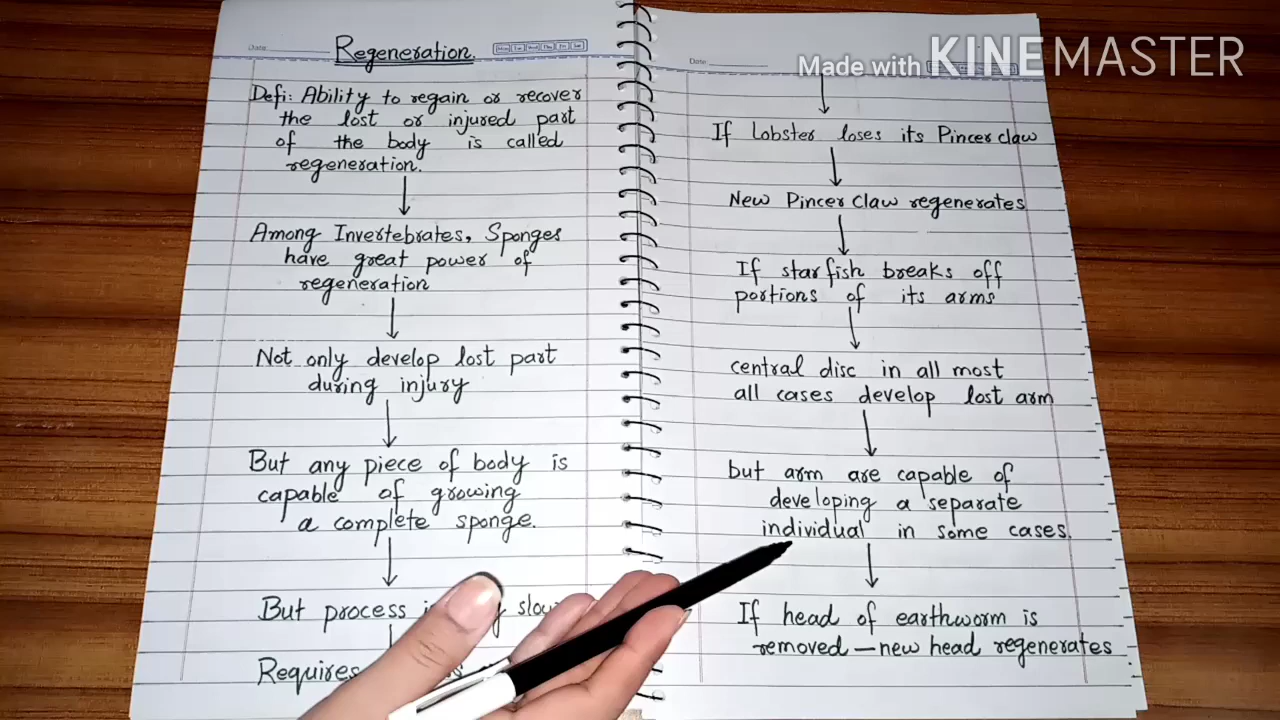 Date:
Regeneration
Defi: Ability to regain or recover
the lost or injured part
of the body is called
regeneration.
Among Invertebrates, Sponges
have great power of
regeneration
Not only develop lost part
during injury
But any piece of body is
capable of growing
a complete sponge.
But process
Requires
Made with KINEMASTER
Date:
If Lobster loses its Pincer claw
New Pincer Claw regenerates
If starfish breaks off
portions of its arms
central disc in all most
all cases develop lost arm
but arm are capable of
developing a separate
individual in some cases.
If head of earthworm is
removed – new head regenerates